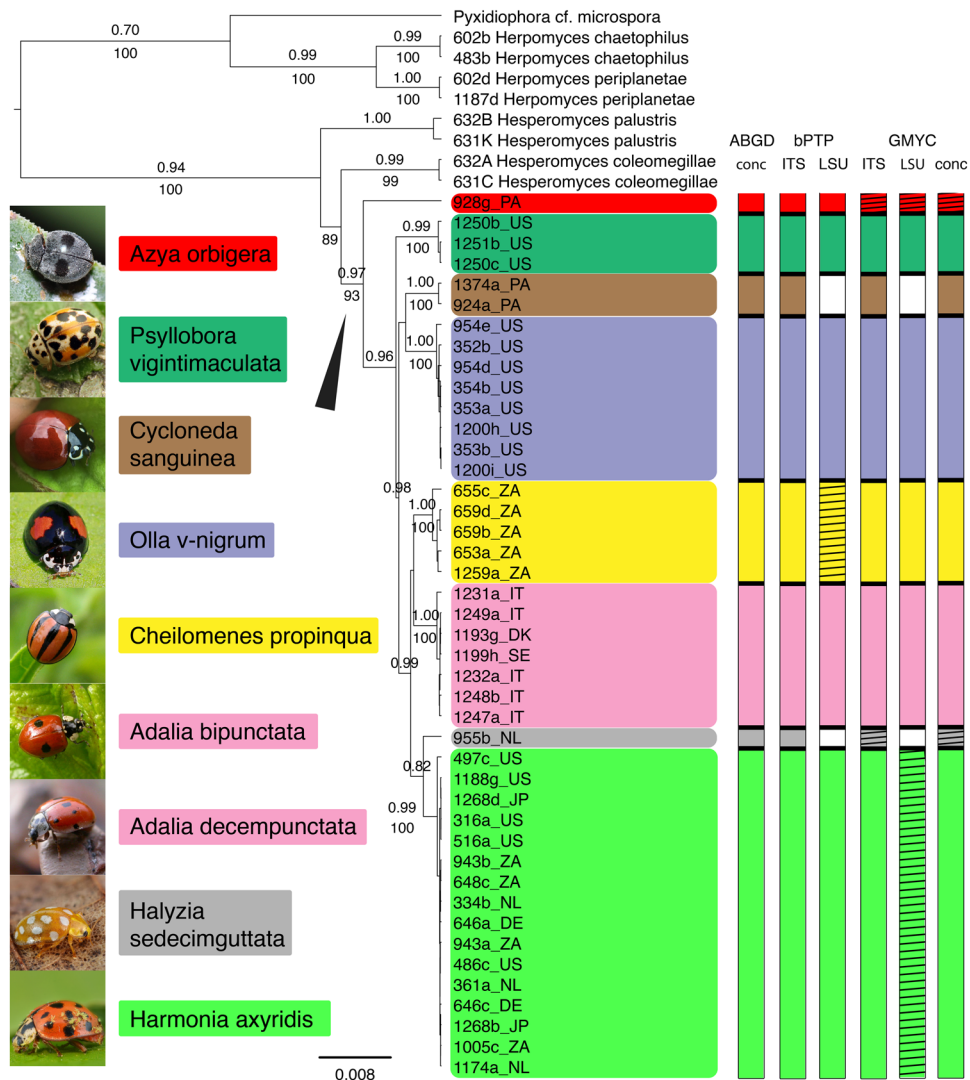 Pyxidiophora cf. microspora
0.70
100
0.99
602b Herpomyces chaetophilus
0.99
100
483b Herpomyces chaetophilus
100
1.00
602d Herpomyces periplanetae
100
1187d Herpomyces periplanetae
1.00
632B Hesperomyces palustris
631K Hesperomyces palustris
0.94
100
0.99
632A Hesperomyces coleomegillae
99
631C Hesperomyces coleomegillae
ABGD bPTP GMYC
conc ITS LSU ITS LSU conc
928g_PA
89
0.99
1250b_US
100
1251b_US
1250c_US
0.97
93
1.00
1374a_PA
100
924a_PA
954e_US
1.00
352b_US
0.96
100
954d_US
354b_US
353a_US
1200h_US
353b_US
1200i_US
0.98
655c_ZA
1.00
659d_ZA
100
659b_ZA
653a_ZA
1259a_ZA
1231a_IT
1.00
1249a_IT
100
1193g_DK
1199h_SE
0.99
1232a_IT
1248b_IT
1247a_IT
955b_NL
0.82
497c_US
1188g_US
1268d_JP
0.99
100
316a_US
516a_US
943b_ZA
648c_ZA
334b_NL
646a_DE
943a_ZA
486c_US
361a_NL
646c_DE
1268b_JP
1005c_ZA
1174a_NL
Azya orbigera
Psyllobora
vigintimaculata
Cycloneda
sanguinea
Olla v-nigrum
Cheilomenes propinqua
Adalia bipunctata
Adalia decempunctata
Halyzia
sedecimguttata
Harmonia axyridis
0.008